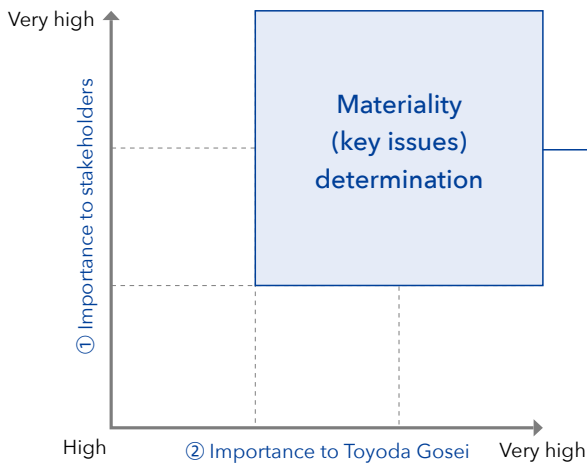 Very high
① Importance to stakeholders
Materiality
(key issues)
determination
High
② Importance to Toyoda Gosei
Very high